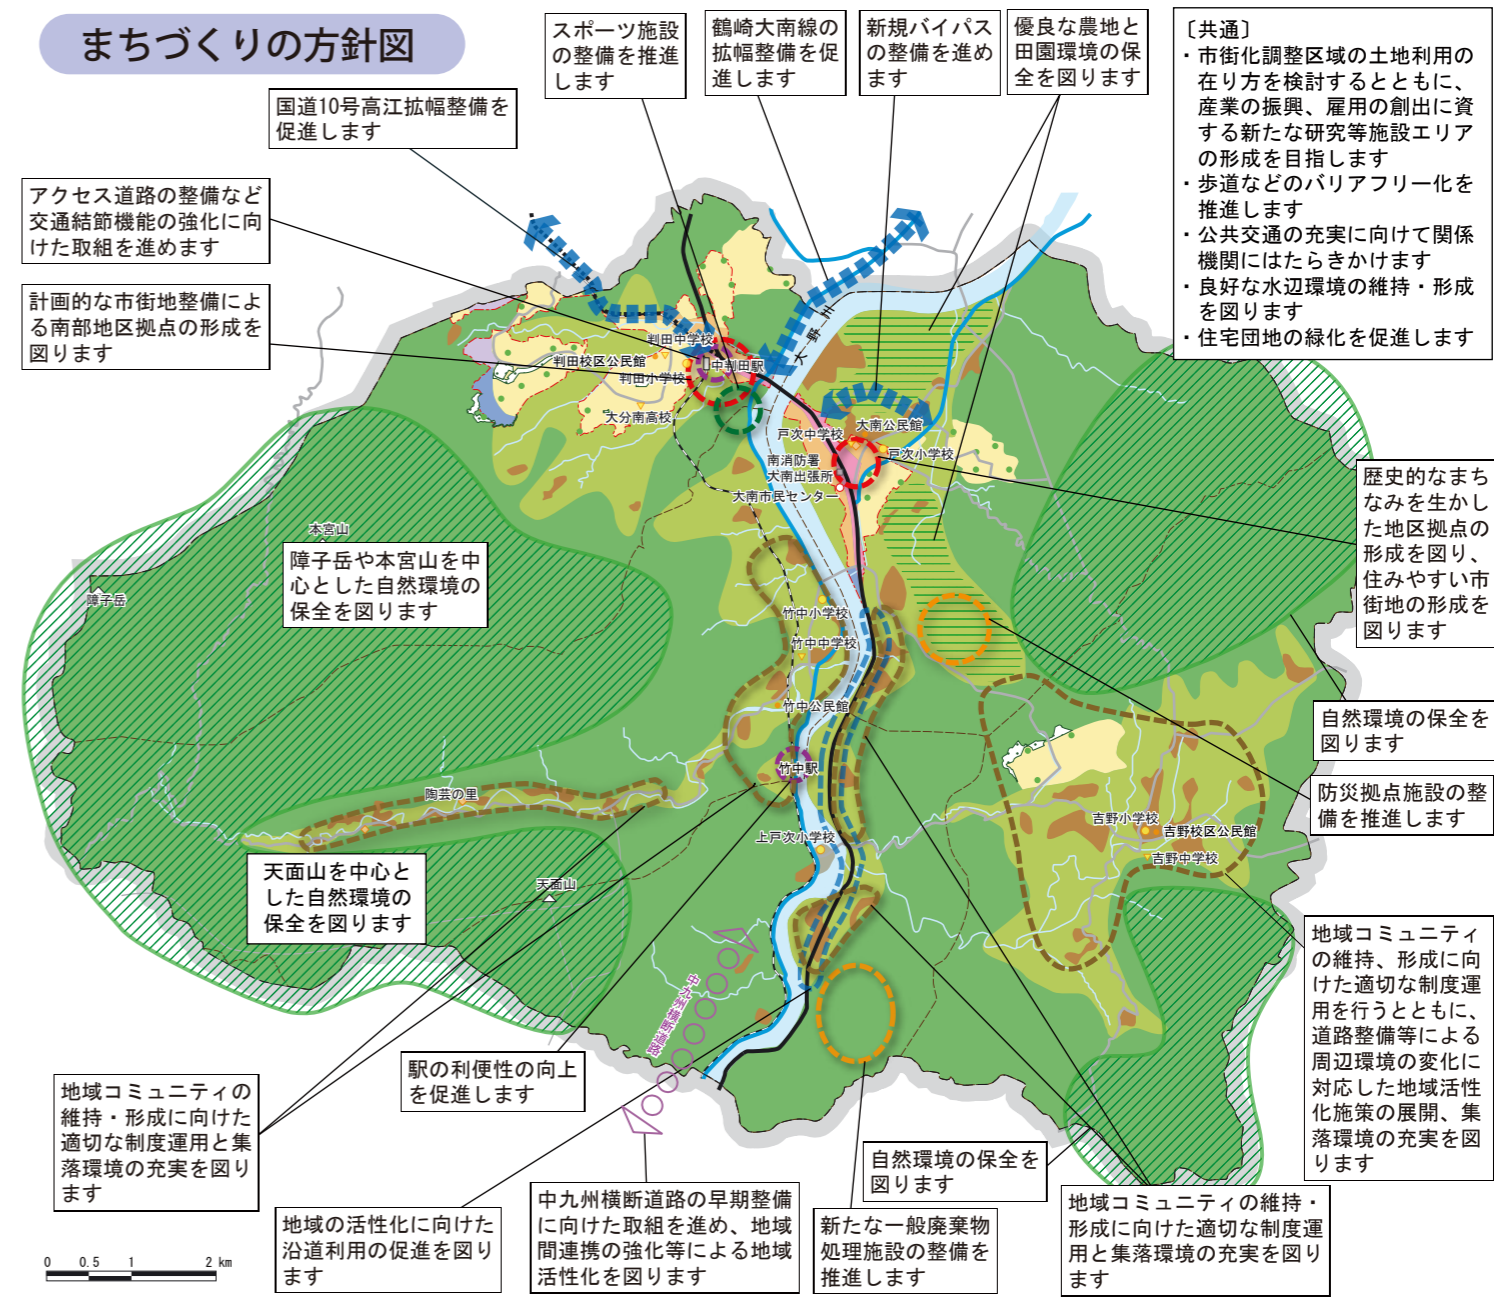 まちづくりの方針図
スポーツ施設
の整備を推進
します
鶴崎大南線の
拡幅整備を促
進します
新規バイパス
の整備を進め
ます
優良な農地と
田園環境の保
全を図ります
〔共通〕
・市街化調整区域の土地利用の
在り方を検討するとともに、
産業の振興、雇用の創出に資
する新たな研究等施設エリア
の形成を目指します
・歩道などのバリアフリー化を
推進します
・公共交通の充実に向けて関係
機関にはたらきかけます
・良好な水辺環境の維持・形成
を図ります
・住宅団地の緑化を促進します
国道10号高江拡幅整備を
促進します
アクセス道路の整備など
交通結節機能の強化に向
けた取組を進めます
計画的な市街地整備によ
る南部地区拠点の形成を
図ります
大野川
判田中学校
判田校区公民館
中判田駅
判田小学校
大分南高校
大南公民館
戸次中学校
戸次小学校
南消防署
大南出張所
大南市民センター
歴史的なまち
なみを生かし
た地区拠点の
形成を図り、
住みやすい市
街地の形成を
図ります
本宮山
障子岳や本宮山を中
心とした自然環境の
保全を図ります
障子岳
竹中小学校
竹中中学校
竹中公民館
竹中駅
自然環境の保全を
図ります
防災拠点施設の整
備を推進します
陶芸の里
上戸次小学校
吉野小学校
吉野校区公民館
吉野中学校
天面山を中心と
した自然環境の
保全を図ります
天面山
中九州横断道路
地域コミュニティ
の維持、形成に向
けた適切な制度運
用を行うとともに、
道路整備等による
周辺環境の変化に
対応した地域活性
化施策の展開、集
落環境の充実を図
ります
駅の利便性の向上
を促進します
地域コミュニティの
維持・形成に向けた
適切な制度運用と集
落環境の充実を図り
ます
自然環境の保全を
図ります
地域の活性化に向けた
沿道利用の促進を図り
ます
中九州横断道路の早期整備
に向けた取組を進め、地域
間連携の強化等による地域
活性化を図ります
新たな一般廃棄物
処理施設の整備を
推進します
地域コミュニティの維持・
形成に向けた適切な制度運
用と集落環境の充実を図り
ます
0 0.5 1 2 km